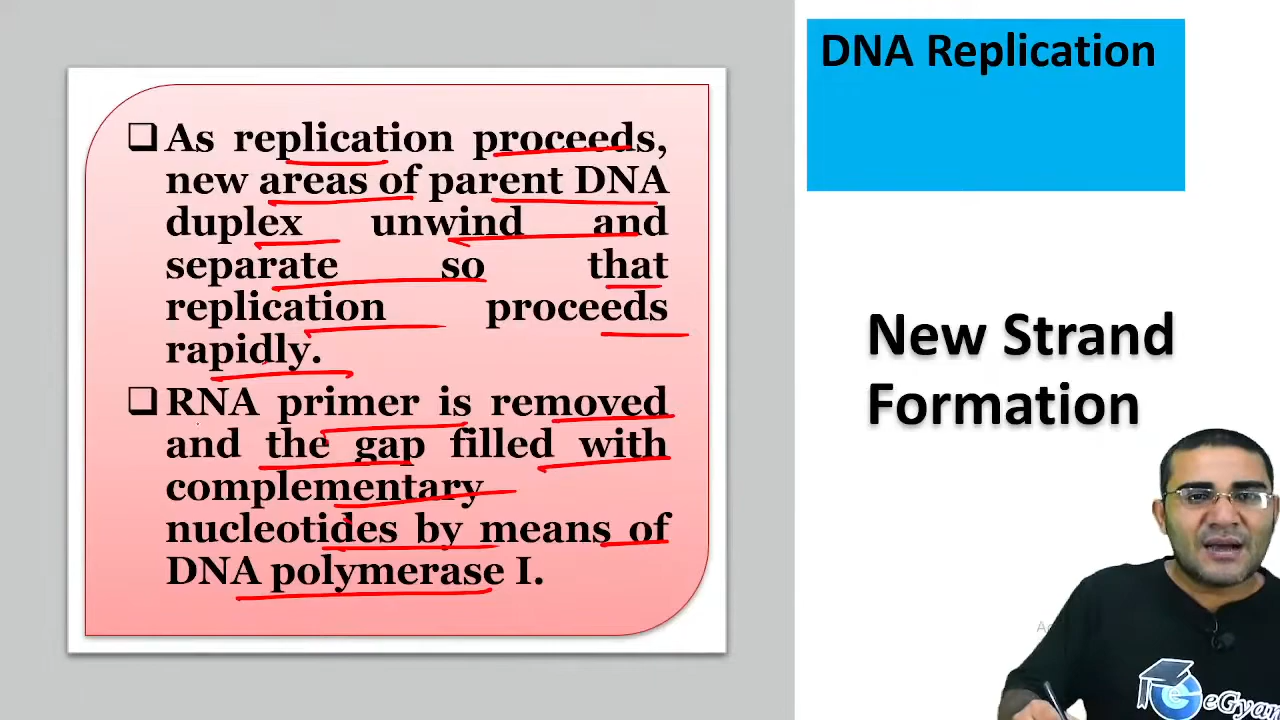 DNA Replication
❑ As replication proceeds,
new areas of parent DNA
duplex unwind and
separate so that
replication proceeds
rapidly.
❑ RNA primer is removed
and the gap filled with
complementary
nucleotides by means of
DNA polymerase I.
New Strand
Formation
eGyan